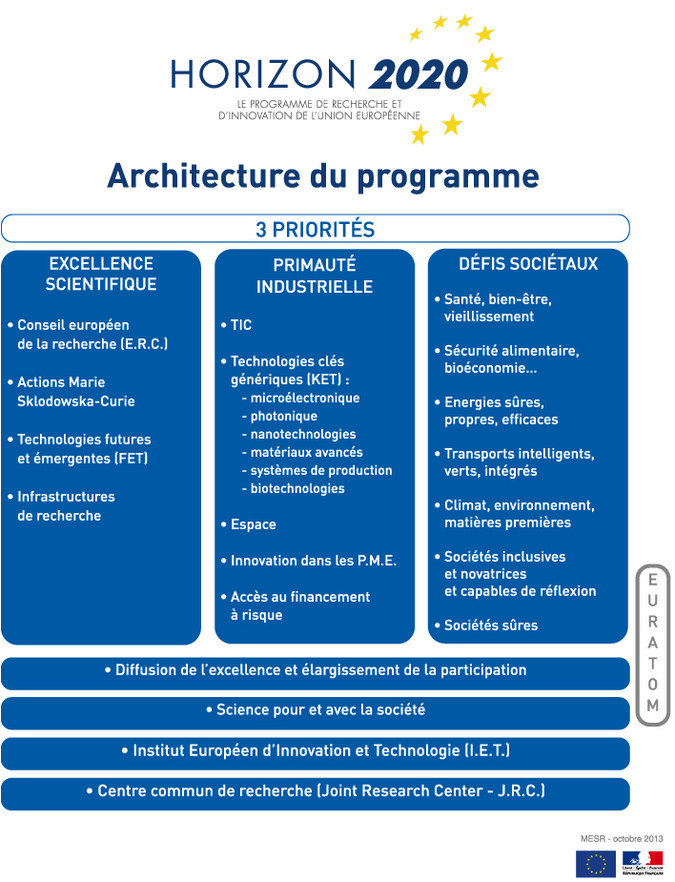 HORIZON 2020
LE PROGRAMME DE RECHERCHE ET
D'INNOVATION DE L'UNION EUROPÉENNE
Architecture du programme
3 PRIORITÉS
EXCELLENCE
SCIENTIFIQUE
• Conseil européen
de la recherche (E.R.C.)
• Actions Marie
Sklodowska-Curie
• Technologies futures
et émergentes (FET)
• Infrastructures
de recherche
PRIMAUTÉ
INDUSTRIELLE
• TIC
• Technologies clés
génériques (KET) :
- microélectronique
- photonique
- nanotechnologies
- matériaux avancés
- systèmes de production
- biotechnologies
• Espace
• Innovation dans les P.M.E.
• Accès au financement
à risque
DÉFIS SOCIÉTAUX
• Santé, bien-être,
vieillissement
• Sécurité alimentaire,
bioéconomie...
• Energies sûres,
propres, efficaces
• Transports intelligents,
verts, intégrés
• Climat, environnement,
matières premières
• Sociétés inclusives
et novatrices
et capables de réflexion
• Sociétés sûres
EURATOM
• Diffusion de l'excellence et élargissement de la participation
• Science pour et avec la société
• Institut Européen d'Innovation et Technologie (I.E.T.)
• Centre commun de recherche (Joint Research Center - J.R.C.)
MESR - octobre 2013
Liberté • Égalité • Fraternité
RÉPUBLIQUE FRANÇAISE